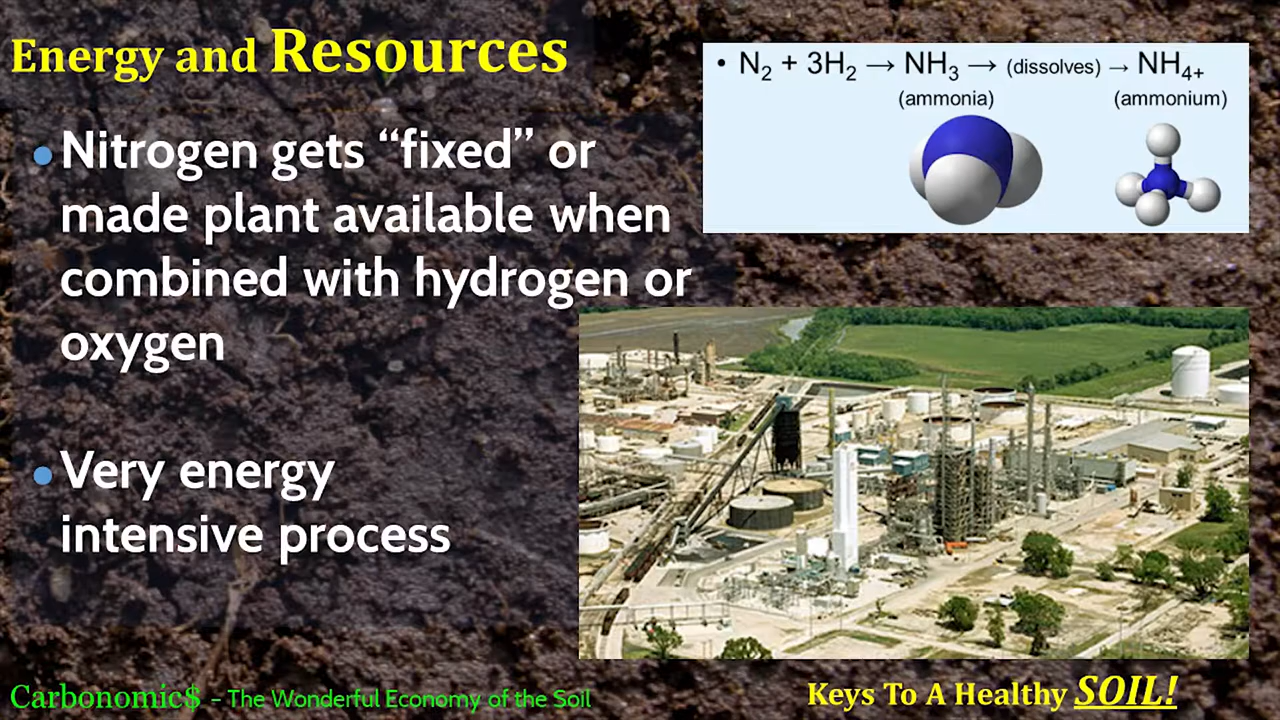 Energy and Resources
• N₂ + 3H₂ → NH₃ → (dissolves) → NH₄₊
(ammonia) (ammonium)
• Nitrogen gets “fixed” or
made plant available when
combined with hydrogen or
oxygen
• Very energy
intensive process
Carbonomic$ – The Wonderful Economy of the Soil
Keys To A Healthy SOIL!